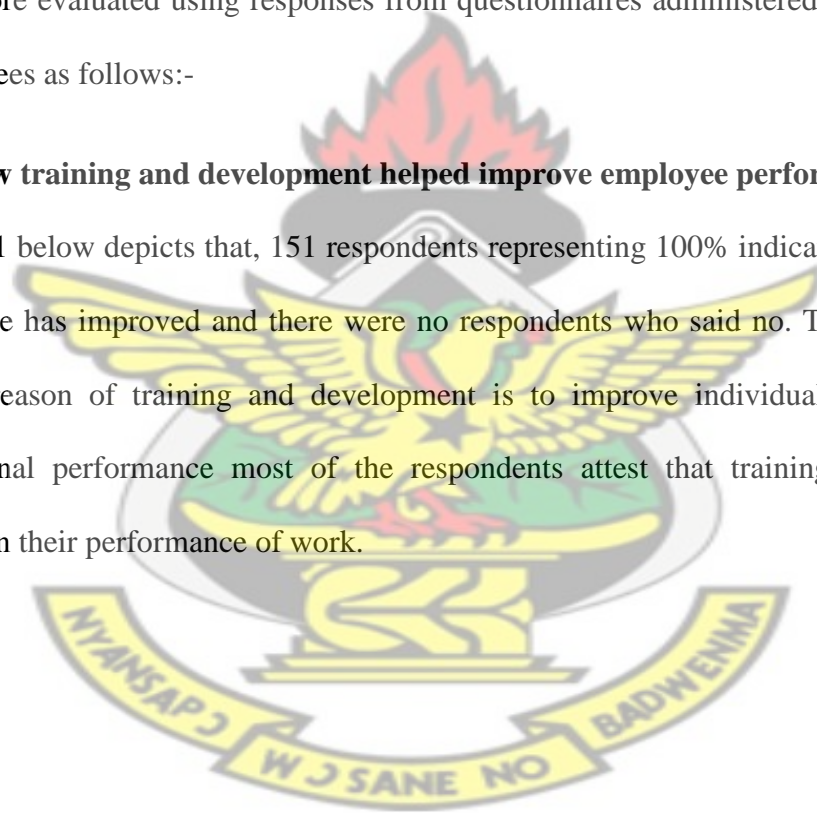 re evaluated using responses from questionnaires administered
ees as follows:-
w training and development helped improve employee perfor
l below depicts that, 151 respondents representing 100% indica
e has improved and there were no respondents who said no. T
eason of training and development is to improve individual
nal performance most of the respondents attest that training
n their performance of work.
NYANSAPƆ
WƆ SANE NO
BADWENMA